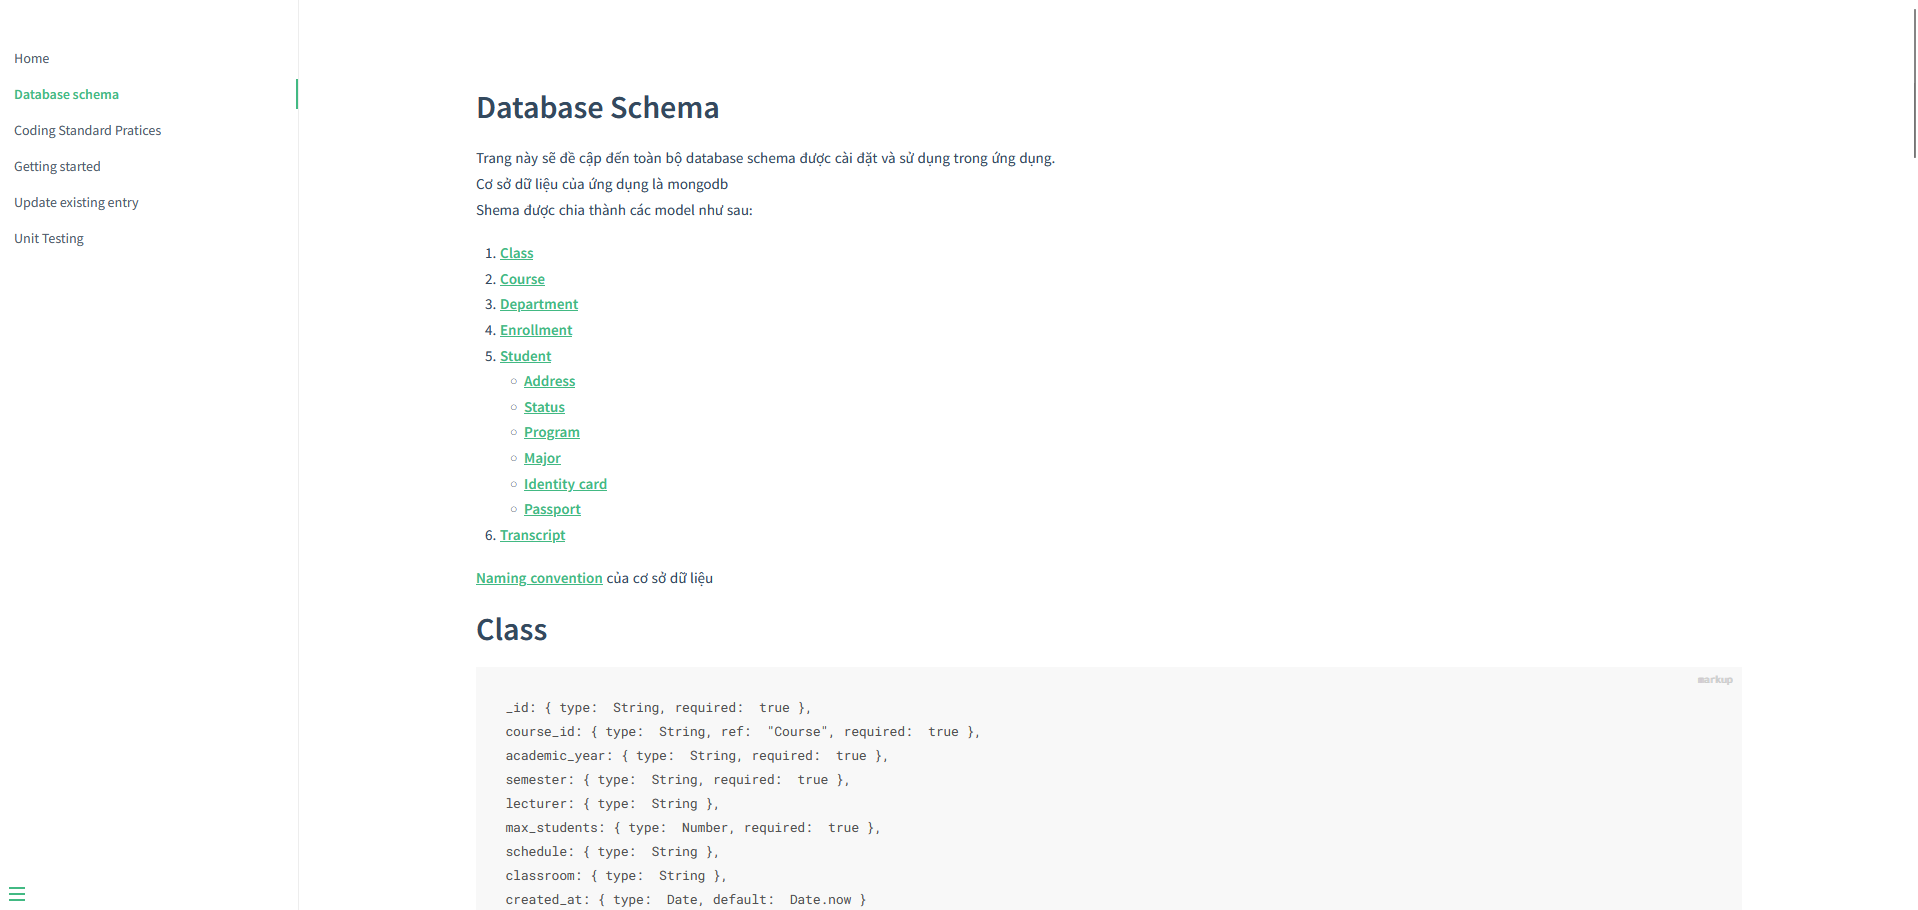 Home
Database schema
Coding Standard Pratices
Getting started
Update existing entry
Unit Testing
Database Schema
Trang này sẽ đề cập đến toàn bộ database schema được cài đặt và sử dụng trong ứng dụng.
Cơ sở dữ liệu của ứng dụng là mongodb
Shema được chia thành các model như sau:
1. Class
2. Course
3. Department
4. Enrollment
5. Student
○ Address
○ Status
○ Program
○ Major
○ Identity card
○ Passport
6. Transcript
Naming convention của cơ sở dữ liệu
Class
markup
_id: { type:  String, required:  true },
course_id: { type:  String, ref:  "Course", required:  true },
academic_year: { type:  String, required:  true },
semester: { type:  String, required:  true },
lecturer: { type:  String },
max_students: { type:  Number, required:  true },
schedule: { type:  String },
classroom: { type:  String },
created_at: { type:  Date, default:  Date.now }